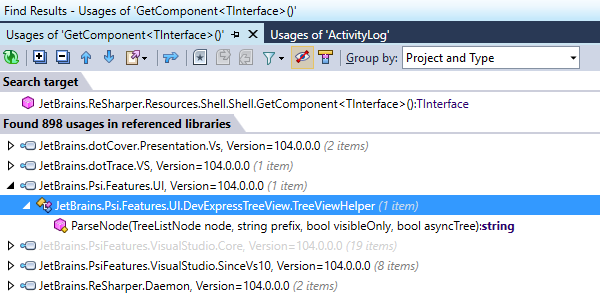 Find Results - Usages of 'GetComponent<TInterface>()'
Usages of 'GetComponent<TInterface>()' Usages of 'ActivityLog'
Group by: Project and Type
Search target
JetBrains.ReSharper.Resources.Shell.Shell.GetComponent<TInterface>():TInterface
Found 898 usages in referenced libraries
JetBrains.dotCover.Presentation.Vs, Version=104.0.0.0 (2 items)
JetBrains.dotTrace.VS, Version=104.0.0.0 (1 item)
JetBrains.Psi.Features.UI, Version=104.0.0.0 (1 item)
JetBrains.Psi.Features.UI.DevExpressTreeView.TreeViewHelper (1 item)
ParseNode(TreeListNode node, string prefix, bool visibleOnly, bool asyncTree):string
JetBrains.PsiFeatures.VisualStudio.Core, Version=104.0.0.0 (19 items)
JetBrains.PsiFeatures.VisualStudio.SinceVs10, Version=104.0.0.0 (8 items)
JetBrains.ReSharper.Daemon, Version=104.0.0.0 (2 items)